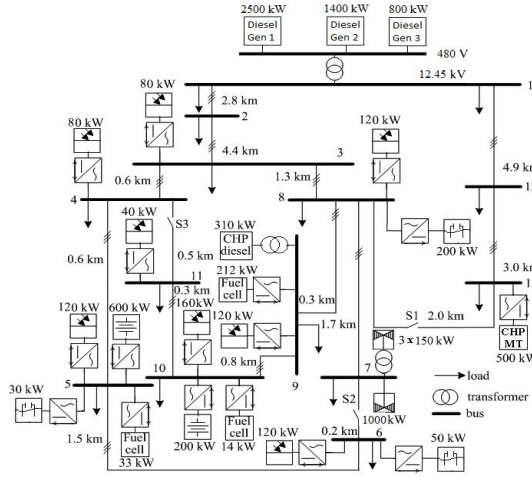 2500 kW 1400 kW 800 kW
Diesel Gen 1
Diesel Gen 2
Diesel Gen 3
480 V
12.45 kV
1
80 kW
2.8 km
2
80 kW
120 kW
4.4 km
3
4.9 k
0.6 km
1.3 km
4
8
1
40 kW
S3
310 kW
CHP diesel
200 kW
0.6 km
0.5 km
11
212 kW
Fuel cell
3.0 km
1
0.3 km
0.3 km
S1
2.0 km
120 kW
600 kW
160kW
120 kW
1.7 km
3 x 150 kW
CHP MT
500 kW
0.8 km
10
9
7
load
transformer
bus
5
S2
1000kW
30 kW
Fuel cell
Fuel cell
1.5 km
33 kW
200 kW
14 kW
120 kW
0.2 km
6
50 kW